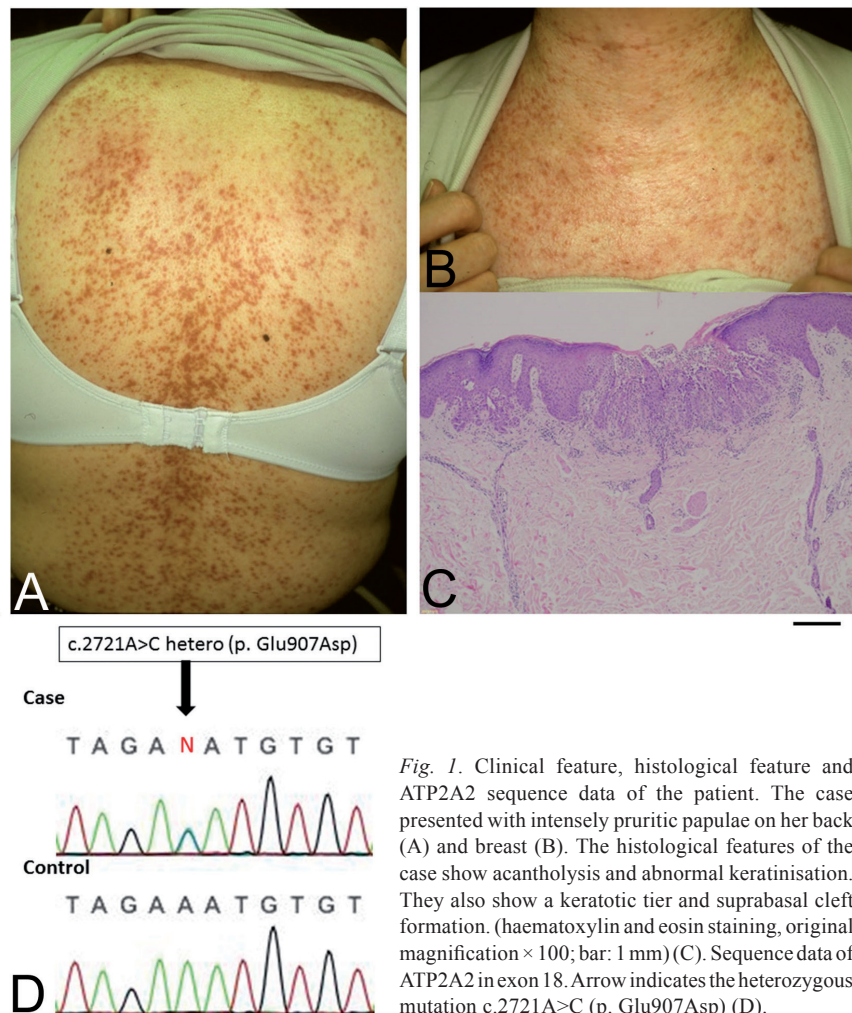 A
B
C
c.2721A>C hetero (p. Glu907Asp)
Case
T A G A N A T G T G T
Control
T A G A A A T G T G T
D
Fig. 1. Clinical feature, histological feature and
ATP2A2 sequence data of the patient. The case
presented with intensely pruritic papulae on her back
(A) and breast (B). The histological features of the
case show acantholysis and abnormal keratinisation.
They also show a keratotic tier and suprabasal cleft
formation. (haematoxylin and eosin staining, original
magnification × 100; bar: 1 mm) (C). Sequence data of
ATP2A2 in exon 18. Arrow indicates the heterozygous
mutation c.2721A>C (p. Glu907Asp) (D).